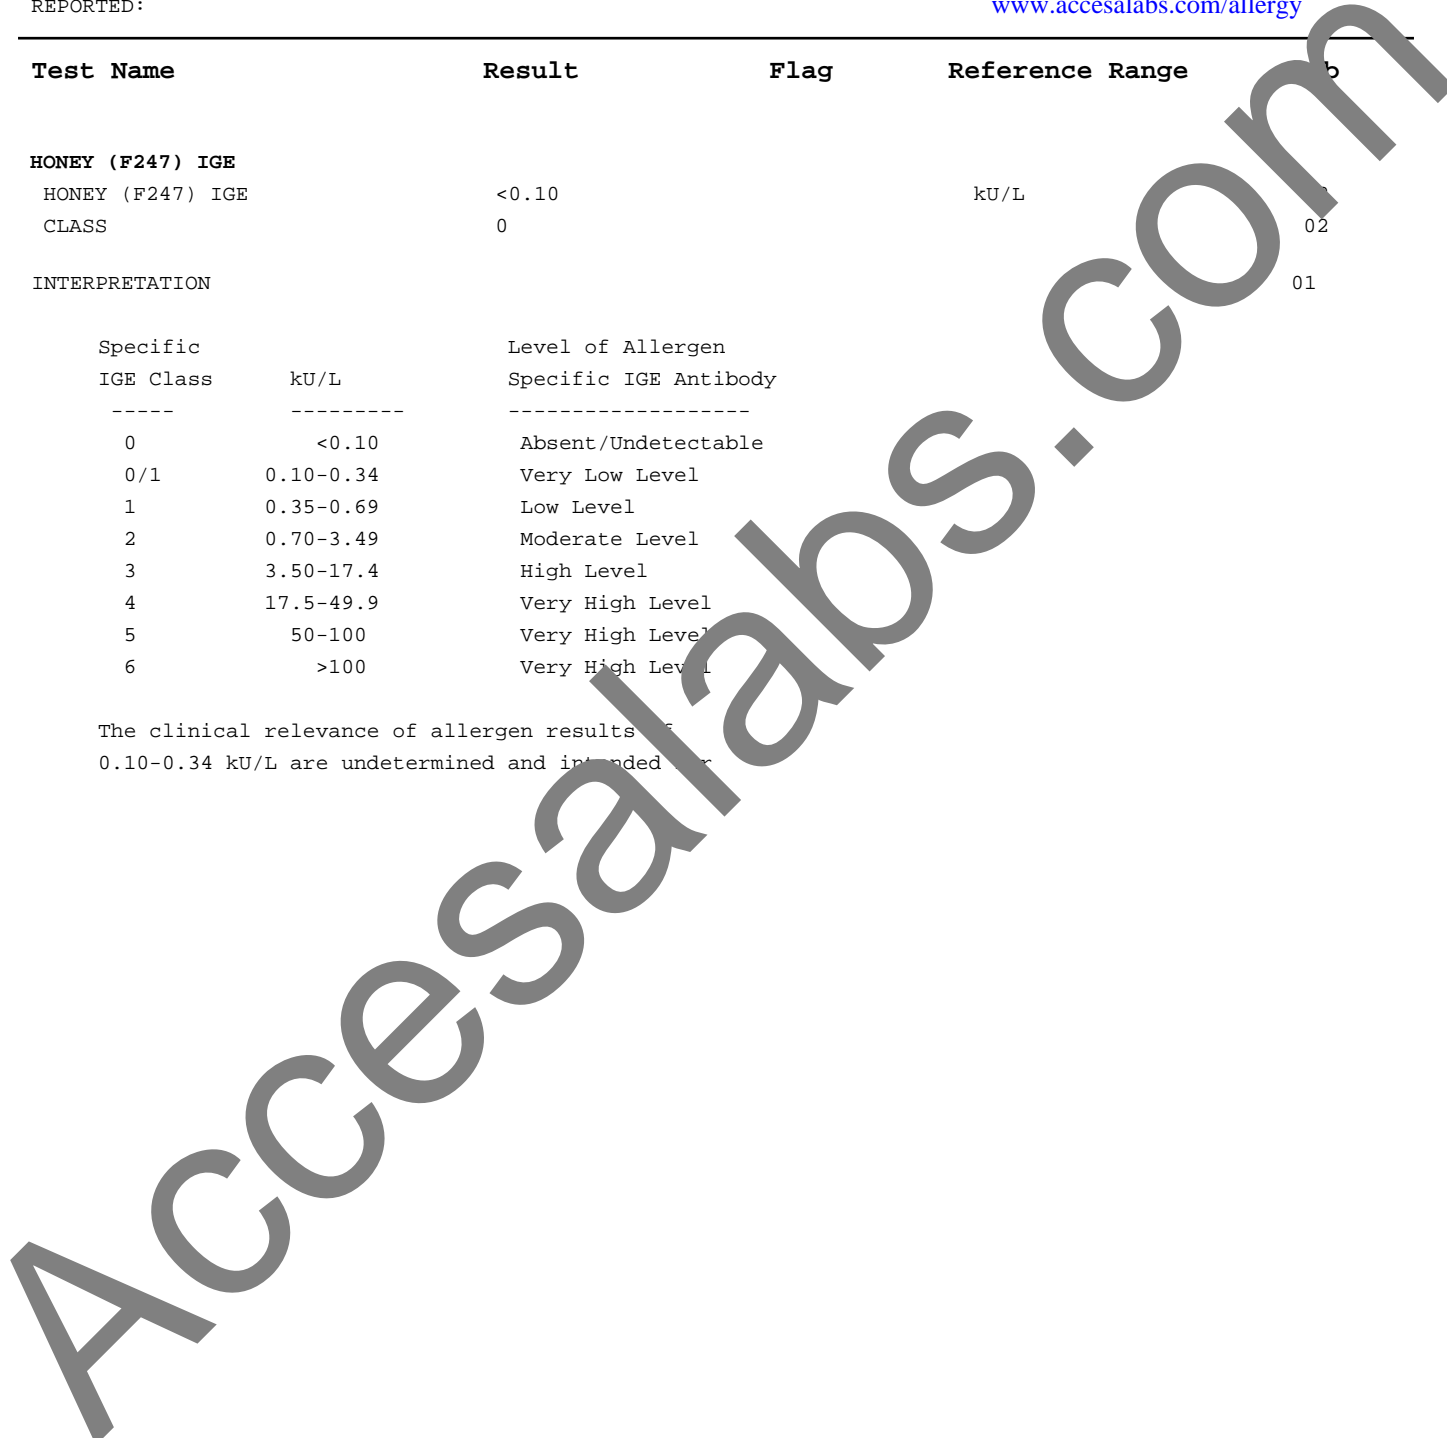 REPORTED: www.accesalabs.com/allergy
Test Name Result Flag Reference Range
HONEY (F247) IGE
HONEY (F247) IGE <0.10 kU/L
CLASS 0 02
INTERPRETATION 01
Specific Level of Allergen
IGE Class kU/L Specific IGE Antibody
----- --------- -------------------
0 <0.10 Absent/Undetectable
0/1 0.10-0.34 Very Low Level
1 0.35-0.69 Low Level
2 0.70-3.49 Moderate Level
3 3.50-17.4 High Level
4 17.5-49.9 Very High Level
5 50-100 Very High Level
6 >100 Very High Level
The clinical relevance of allergen results
0.10-0.34 kU/L are undetermined and intended
Accesalabs.com